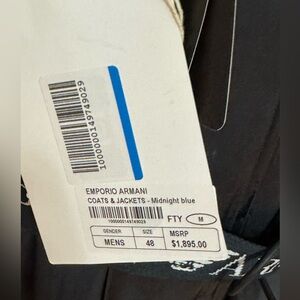 1000000149749029
EMPORIO ARMANI
COATS & JACKETS - Midnight blue
1000000149749029
FTY M
GENDER SIZE MSRP
MENS 48 $1,895.00